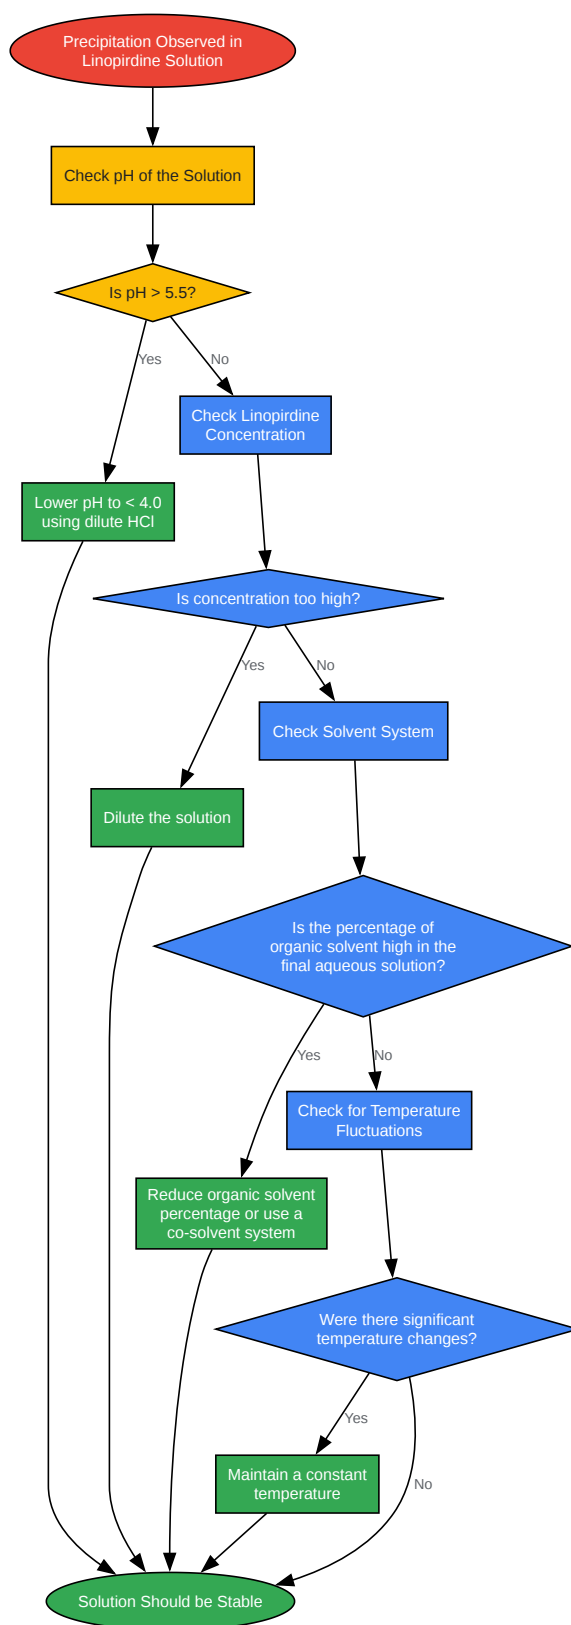 Precipitation Observed in
Linopirdine Solution
Check pH of the Solution
Is pH > 5.5?
Yes
No
Check Linopirdine
Concentration
Lower pH to < 4.0
using dilute HCl
Is concentration too high?
Yes
No
Check Solvent System
Dilute the solution
Is the percentage of
organic solvent high in the
final aqueous solution?
Yes
No
Check for Temperature
Fluctuations
Reduce organic solvent
percentage or use a
co-solvent system
Were there significant
temperature changes?
Yes
Maintain a constant
temperature
No
Solution Should be Stable